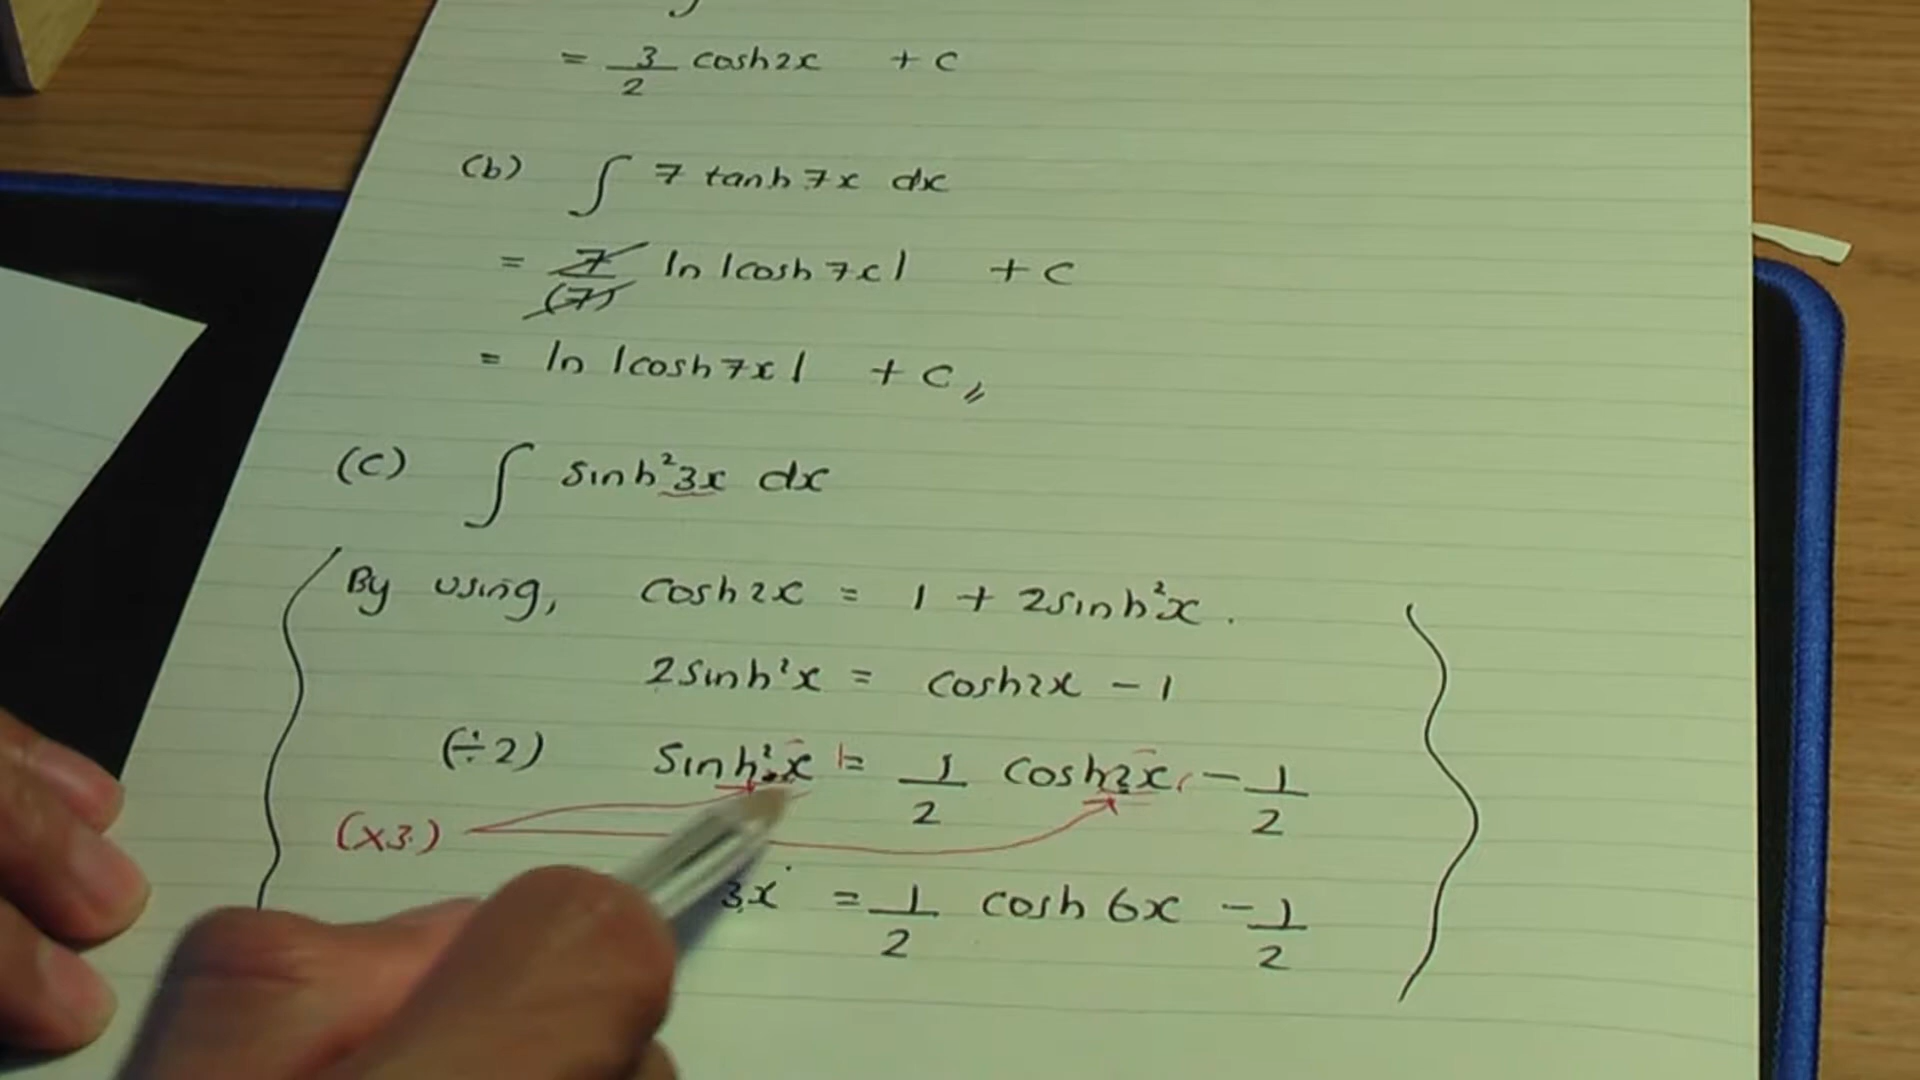 = 3/2 cosh2x + c
(b) ∫ 7 tanh 7x dx
= 7/(7) ln |cosh 7x| + c
= ln |cosh 7x| + c
(c) ∫ sinh²3x dx
By using, cosh2x = 1 + 2sinh²x.
2sinh²x = cosh2x - 1
(÷2) sinh²x = 1/2 cosh2x - 1/2
(x3)
3x = 1/2 cosh 6x - 1/2